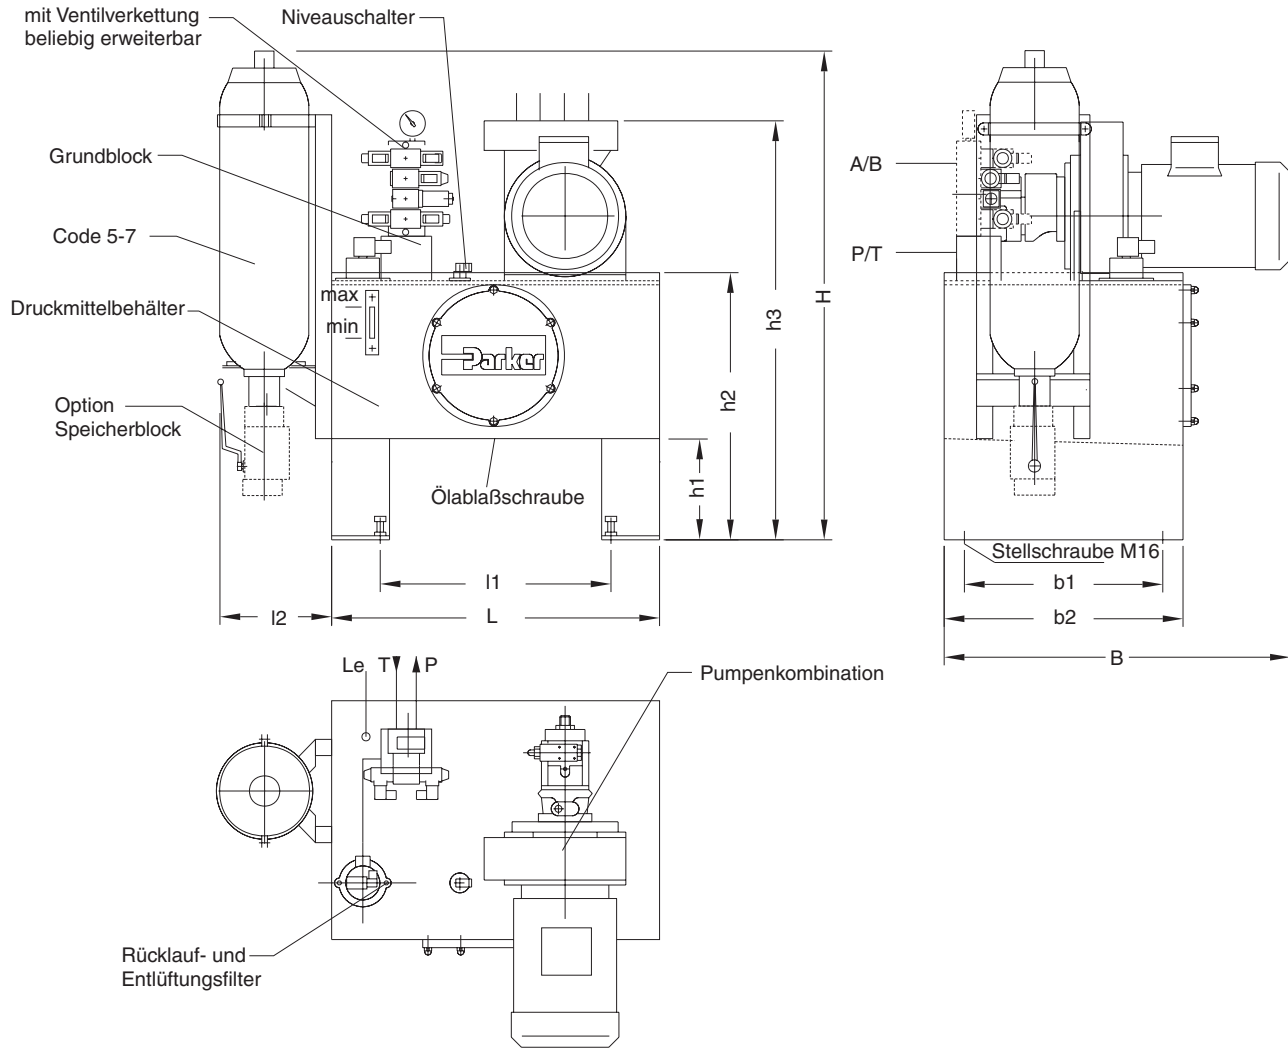 mit Ventilverkettung
beliebig erweiterbar
Niveauschalter
Grundblock
Code 5-7
Druckmittelbehälter
max
min
Option
Speicherblock
Parker
Ölablaßschraube
h1
h2
h3
H
l1
l2
L
A/B
P/T
Stellschraube M16
b1
b2
B
Le
T
P
Pumpenkombination
Rücklauf- und
Entlüftungsfilter